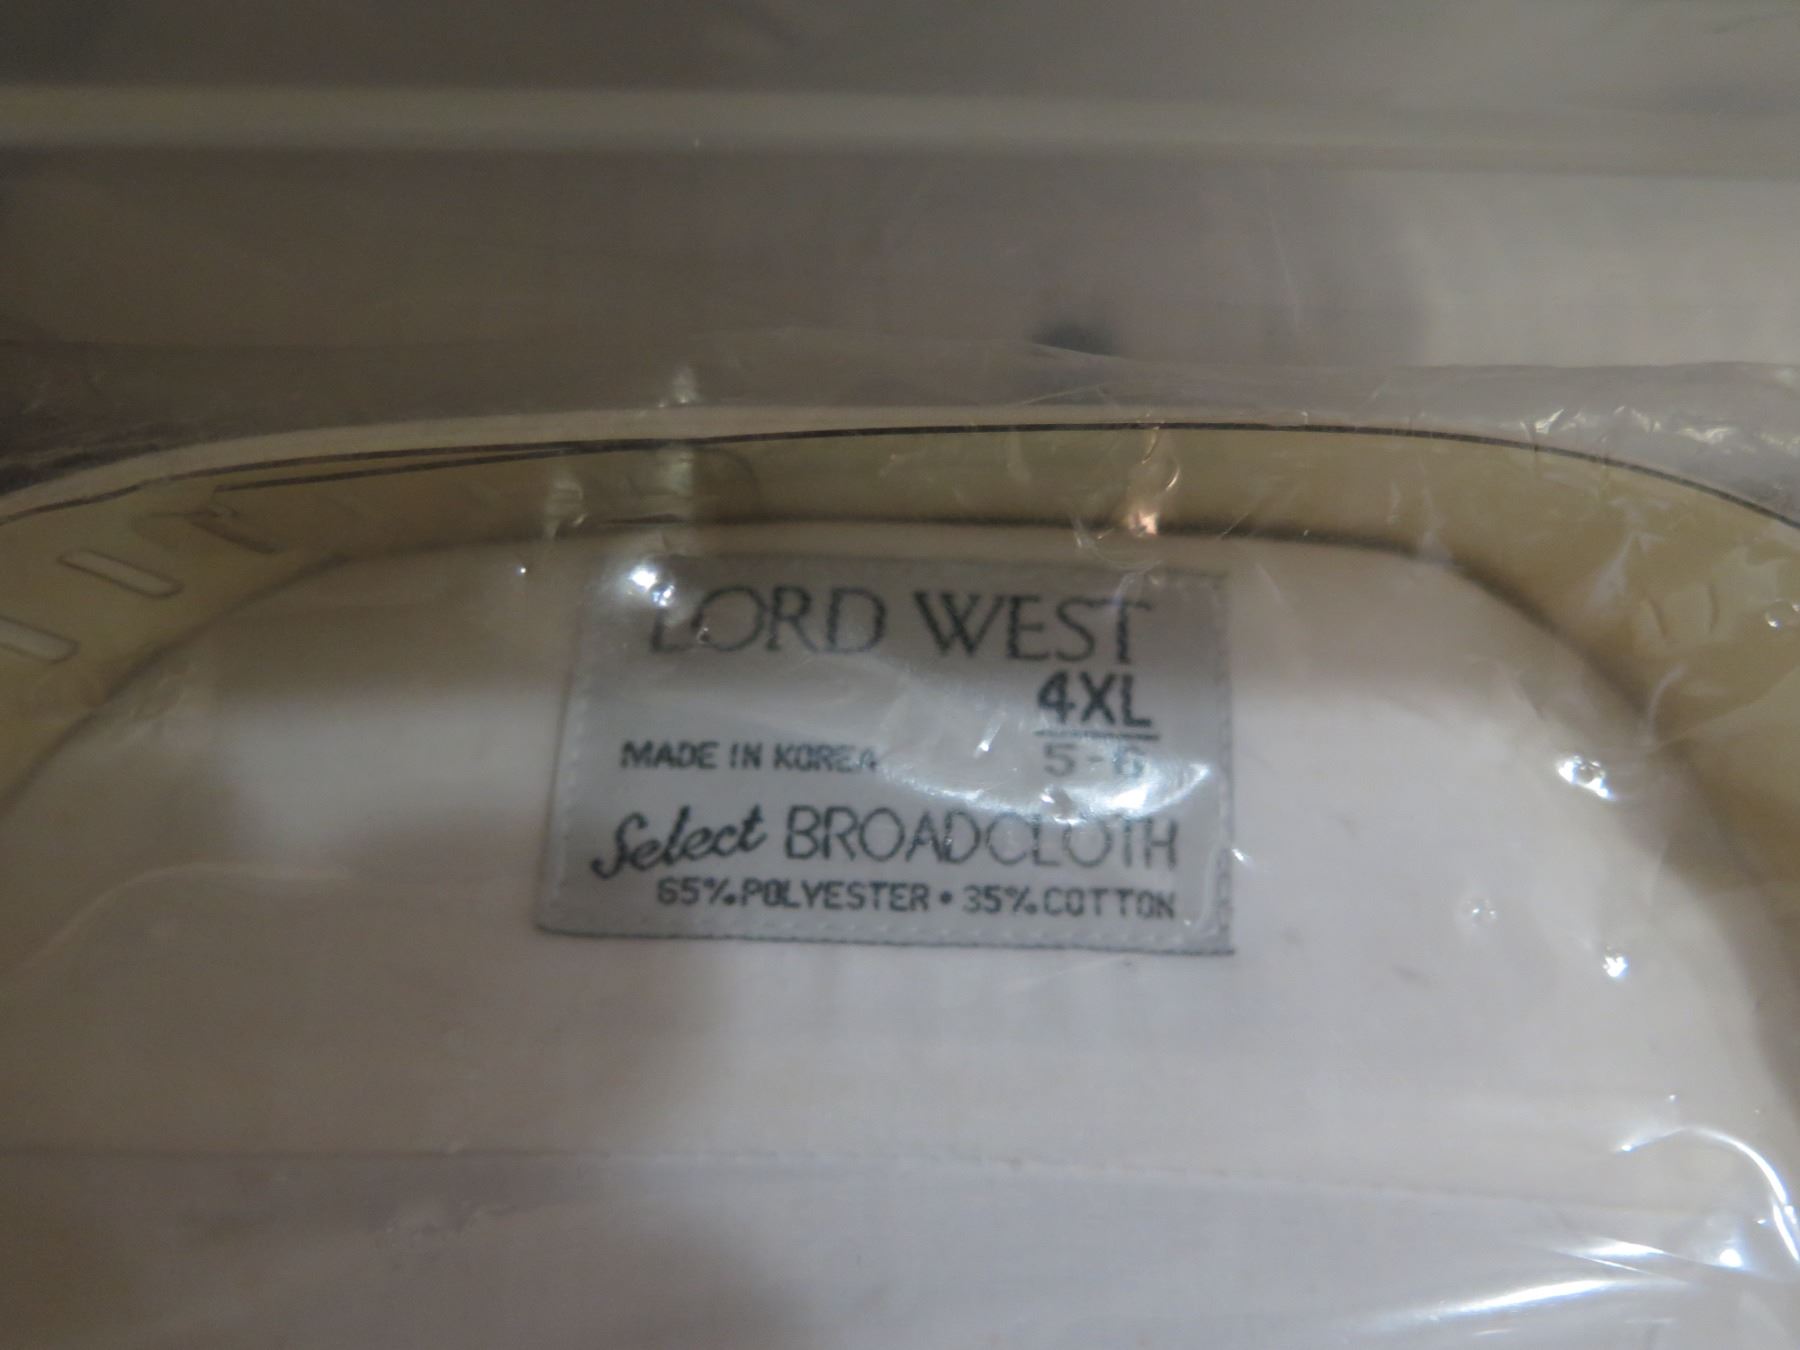 LORD WEST
4XL
MADE IN KOREA 5-6
Select BROADCLOTH
65% POLYESTER • 35% COTTON